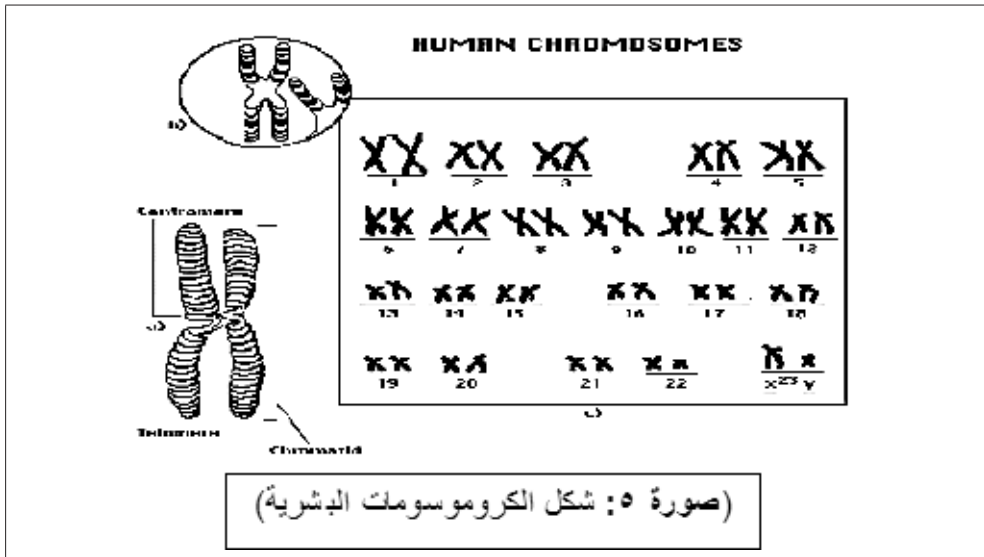 HUMAN CHROMOSOMES
1 2 3 4 5
Centromere
6 7 8 9 10 11 12
13 14 15 16 17 18
19 20 21 22 X23 Y
Telomere
Chromatid
(صورة ٥: شكل الكروموسومات البشرية)